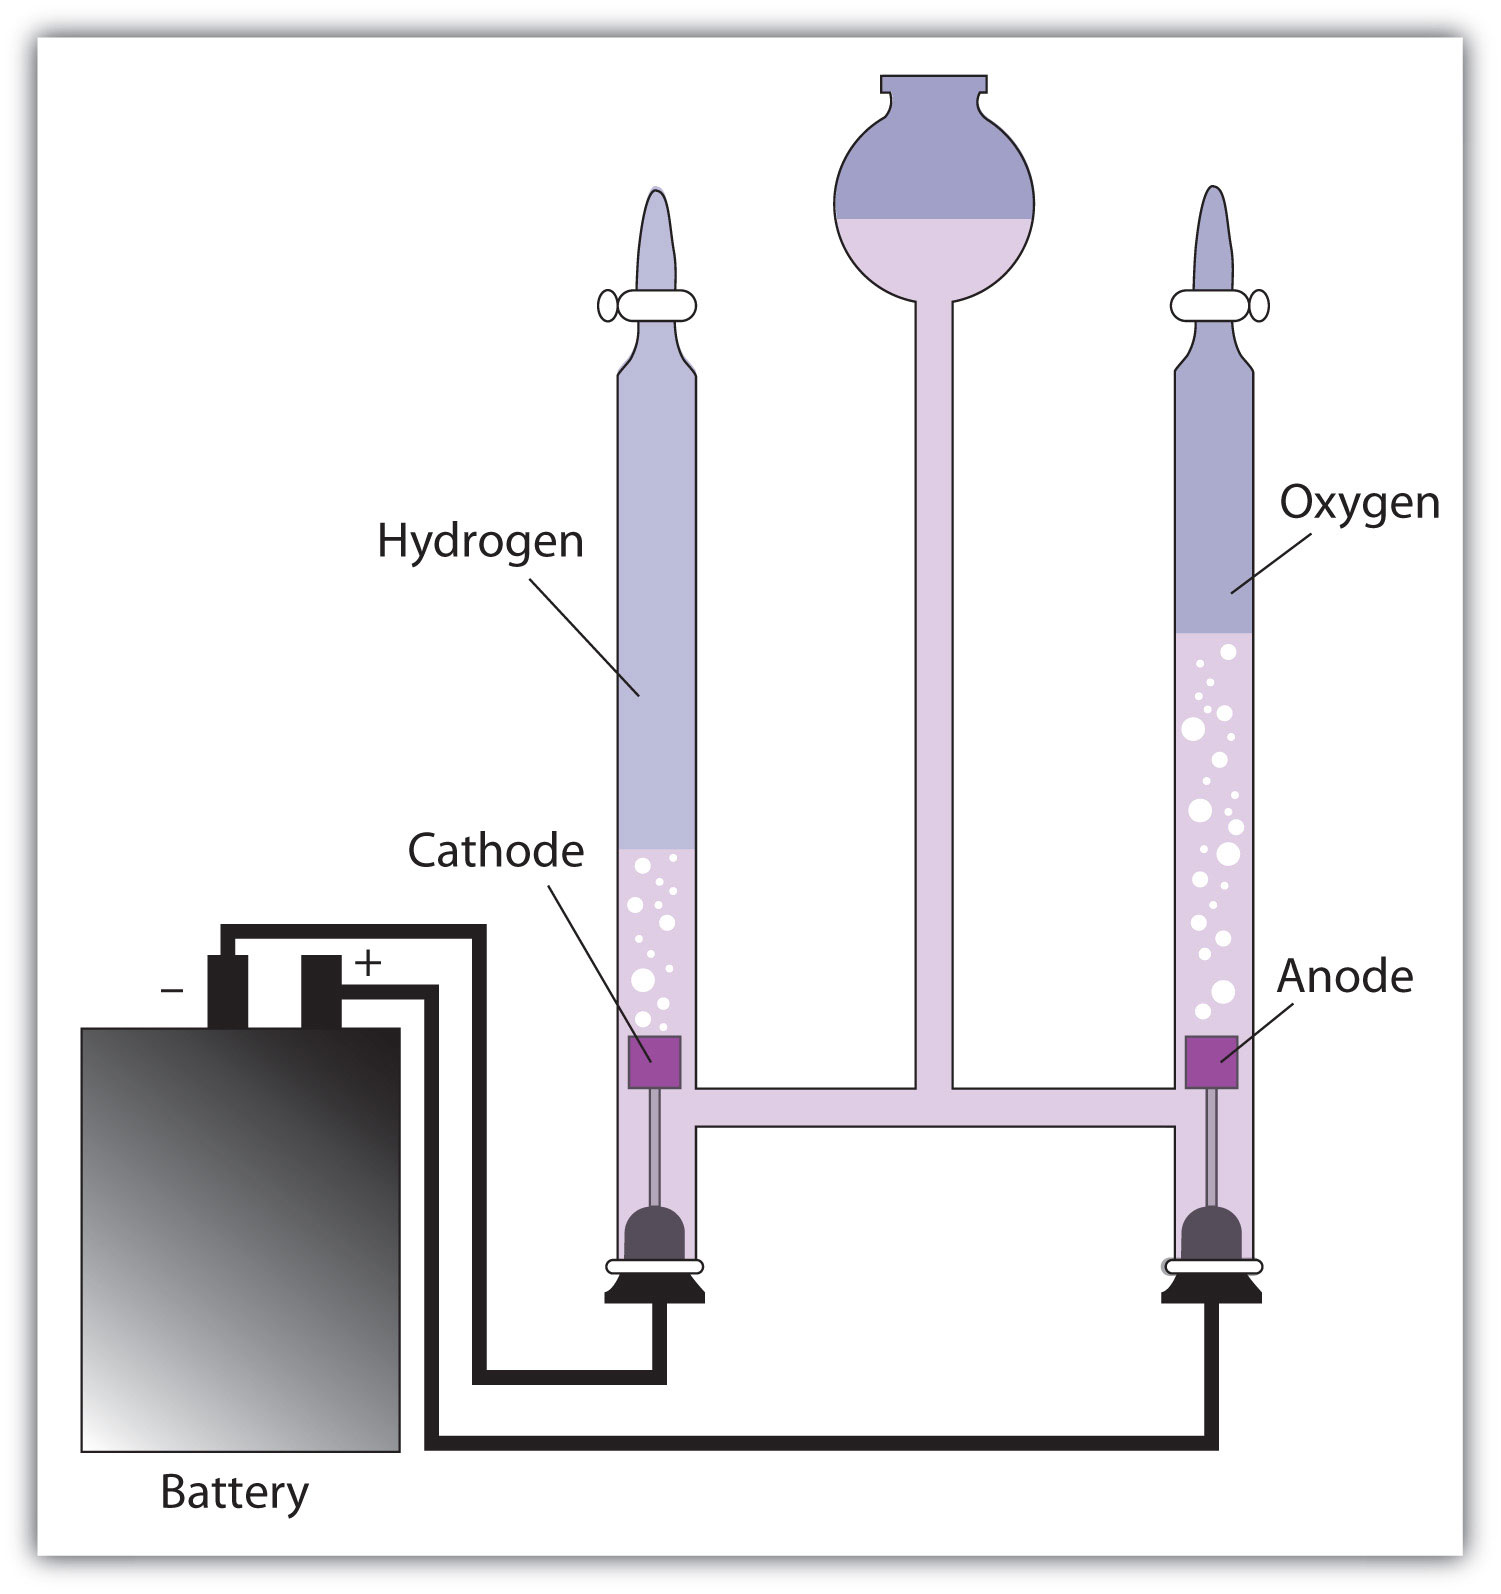 Oxygen
Hydrogen
Cathode
+
–
Anode
Battery